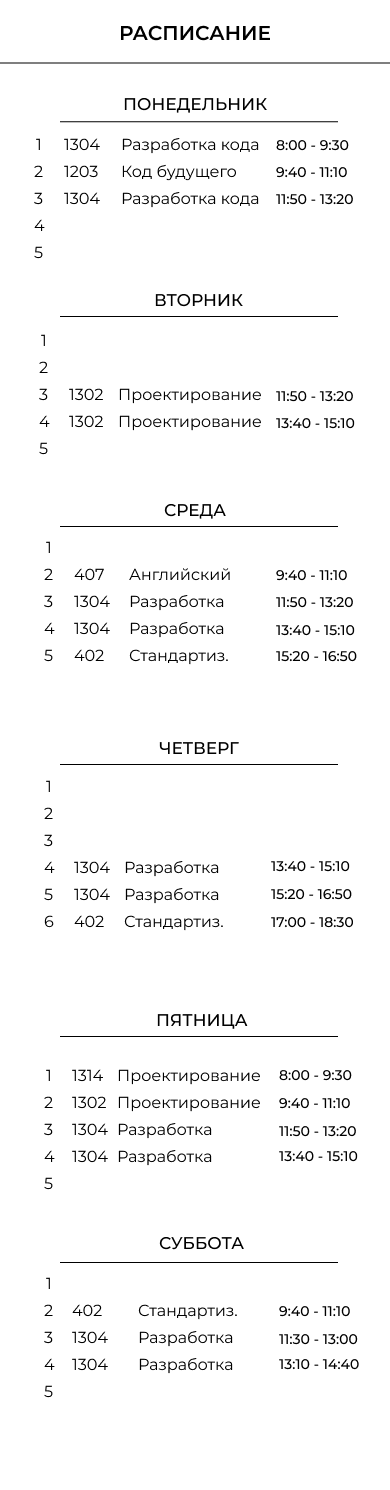 РАСПИСАНИЕ
ПОНЕДЕЛЬНИК
1 1304 Разработка кода 8:00 - 9:30
2 1203 Код будущего 9:40 - 11:10
3 1304 Разработка кода 11:50 - 13:20
4
5
ВТОРНИК
1
2
3 1302 Проектирование 11:50 - 13:20
4 1302 Проектирование 13:40 - 15:10
5
СРЕДА
1
2 407 Английский 9:40 - 11:10
3 1304 Разработка 11:50 - 13:20
4 1304 Разработка 13:40 - 15:10
5 402 Стандартиз. 15:20 - 16:50
ЧЕТВЕРГ
1
2
3
4 1304 Разработка 13:40 - 15:10
5 1304 Разработка 15:20 - 16:50
6 402 Стандартиз. 17:00 - 18:30
ПЯТНИЦА
1 1314 Проектирование 8:00 - 9:30
2 1302 Проектирование 9:40 - 11:10
3 1304 Разработка 11:50 - 13:20
4 1304 Разработка 13:40 - 15:10
5
СУББОТА
1
2 402 Стандартиз. 9:40 - 11:10
3 1304 Разработка 11:30 - 13:00
4 1304 Разработка 13:10 - 14:40
5